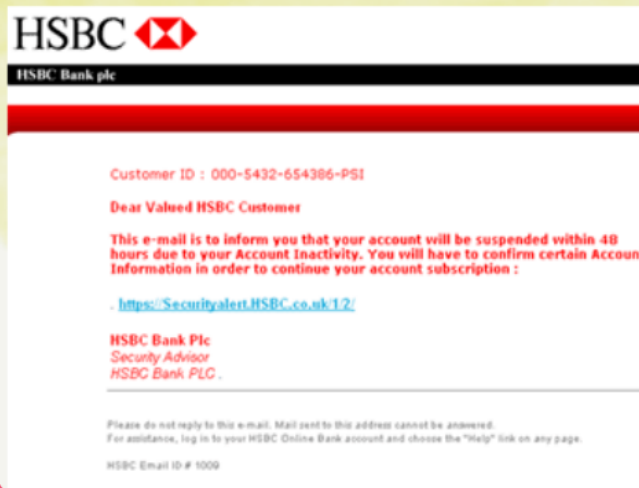 HSBC
HSBC Bank plc
Customer ID : 000-5432-654386-PSI
Dear Valued HSBC Customer
This e-mail is to inform you that your account will be suspended within 48
hours due to your Account Inactivity. You will have to confirm certain Accoun
Information in order to continue your account subscription :
. https://Securityalert.HSBC.co.uk/1/2/
HSBC Bank Plc
Security Advisor
HSBC Bank PLC .
Please do not reply to this e-mail. Mail sent to this address cannot be answered.
For assistance, log in to your HSBC Online Bank account and choose the "Help" link on any page.
HSBC Email ID # 1009